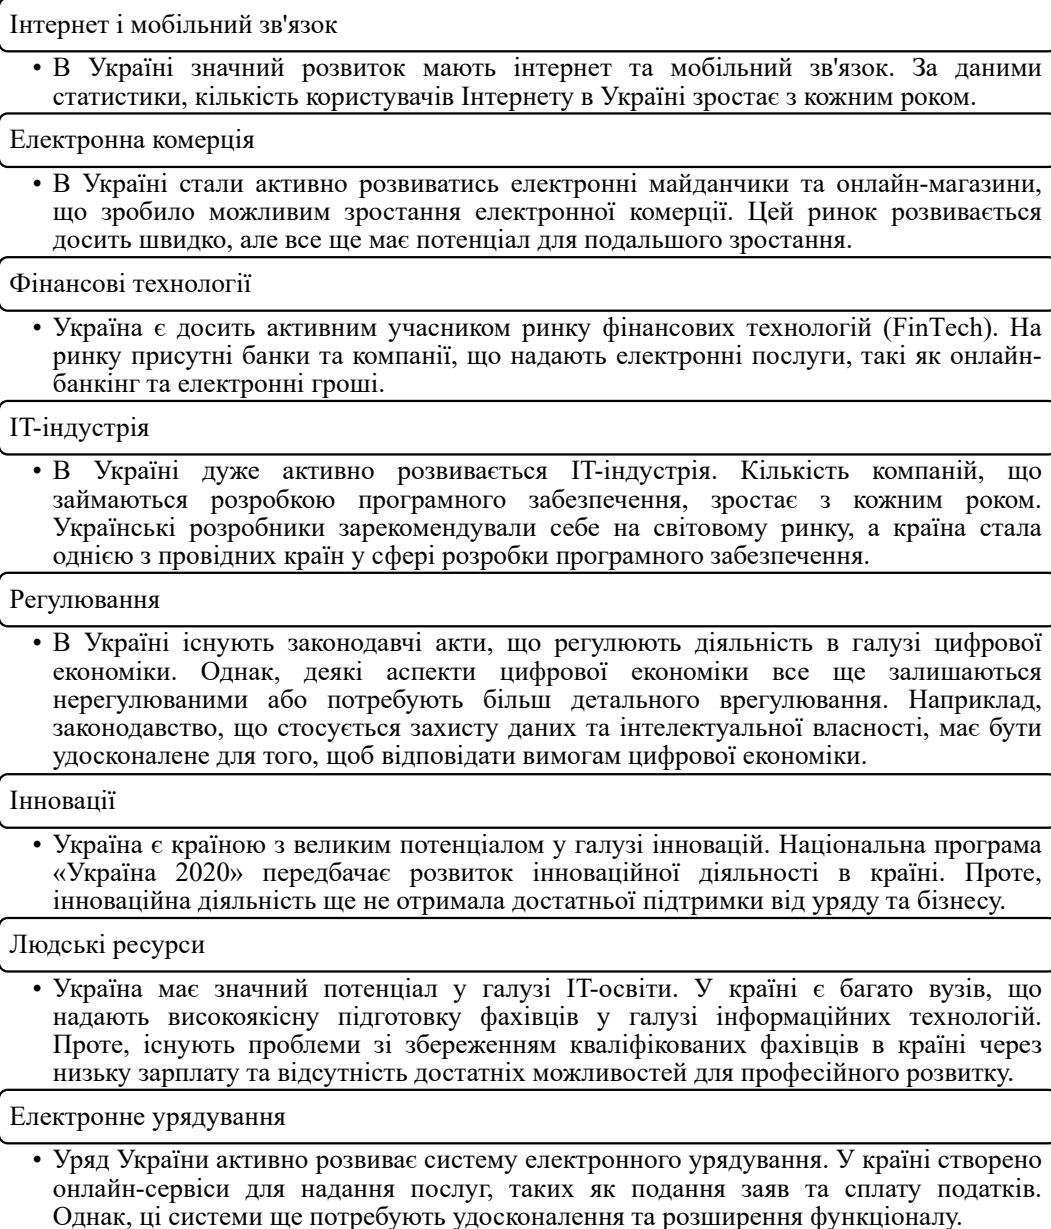 Інтернет і мобільний зв'язок
• В Україні значний розвиток мають інтернет та мобільний зв'язок. За даними
статистики, кількість користувачів Інтернету в Україні зростає з кожним роком.
Електронна комерція
• В Україні стали активно розвиватись електронні майданчики та онлайн-магазини,
що зробило можливим зростання електронної комерції. Цей ринок розвивається
досить швидко, але все ще має потенціал для подальшого зростання.
Фінансові технології
• Україна є досить активним учасником ринку фінансових технологій (FinTech). На
ринку присутні банки та компанії, що надають електронні послуги, такі як онлайн-
банкінг та електронні гроші.
ІТ-індустрія
• В Україні дуже активно розвивається ІТ-індустрія. Кількість компаній, що
займаються розробкою програмного забезпечення, зростає з кожним роком.
Українські розробники зарекомендували себе на світовому ринку, а країна стала
однією з провідних країн у сфері розробки програмного забезпечення.
Регулювання
• В Україні існують законодавчі акти, що регулюють діяльність в галузі цифрової
економіки. Однак, деякі аспекти цифрової економіки все ще залишаються
нерегулюваними або потребують більш детального врегулювання. Наприклад,
законодавство, що стосується захисту даних та інтелектуальної власності, має бути
удосконалене для того, щоб відповідати вимогам цифрової економіки.
Інновації
• Україна є країною з великим потенціалом у галузі інновацій. Національна програма
«Україна 2020» передбачає розвиток інноваційної діяльності в країні. Проте,
інноваційна діяльність ще не отримала достатньої підтримки від уряду та бізнесу.
Людські ресурси
• Україна має значний потенціал у галузі ІТ-освіти. У країні є багато вузів, що
надають високоякісну підготовку фахівців у галузі інформаційних технологій.
Проте, існують проблеми зі збереженням кваліфікованих фахівців в країні через
низьку зарплату та відсутність достатніх можливостей для професійного розвитку.
Електронне урядування
• Уряд України активно розвиває систему електронного урядування. У країні створено
онлайн-сервіси для надання послуг, таких як подання заяв та сплату податків.
Однак, ці системи ще потребують удосконалення та розширення функціоналу.